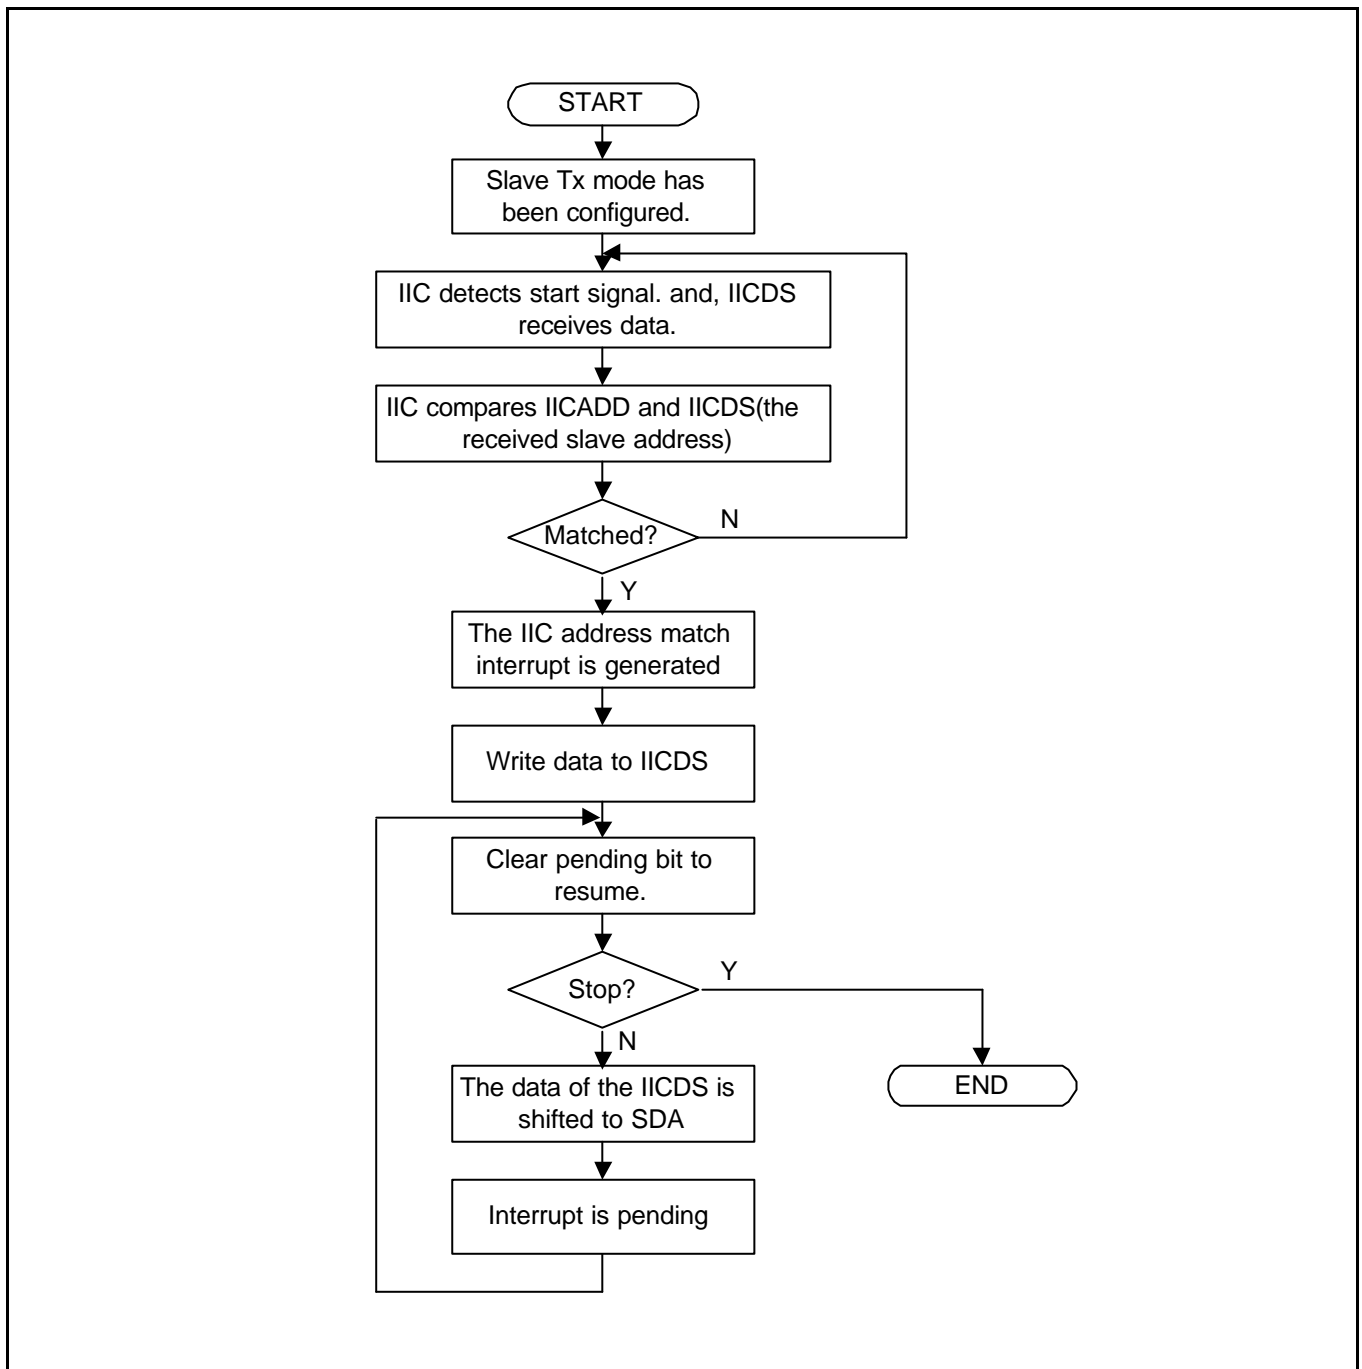 START
Slave Tx mode has
been configured.
IIC detects start signal. and, IICDS
receives data.
IIC compares IICADD and IICDS(the
received slave address)
Matched?
N
Y
The IIC address match
interrupt is generated
Write data to IICDS
Clear pending bit to
resume.
Stop?
Y
N
The data of the IICDS is
shifted to SDA
END
Interrupt is pending